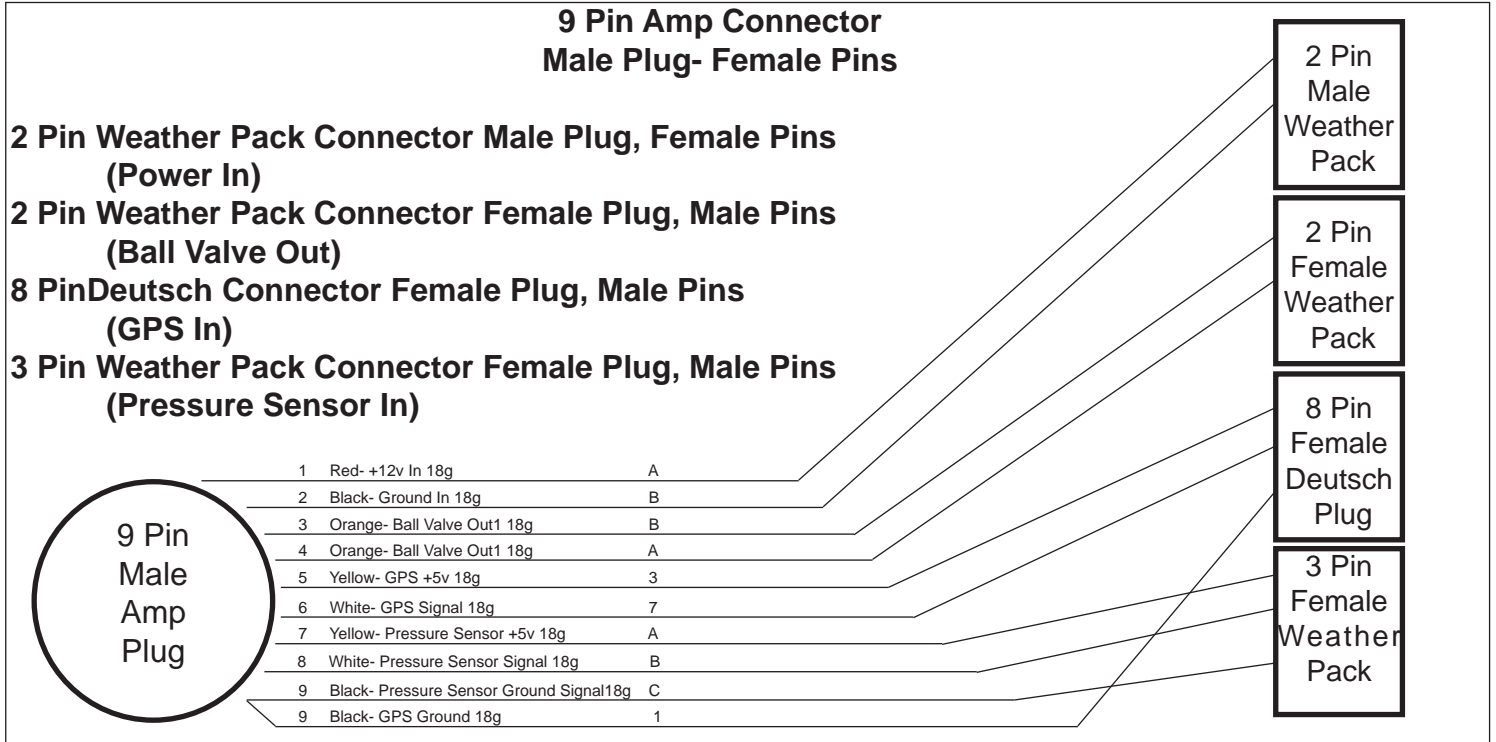 9 Pin Amp Connector
Male Plug- Female Pins
2 Pin Weather Pack Connector Male Plug, Female Pins
(Power In)
2 Pin Weather Pack Connector Female Plug, Male Pins
(Ball Valve Out)
8 PinDeutsch Connector Female Plug, Male Pins
(GPS In)
3 Pin Weather Pack Connector Female Plug, Male Pins
(Pressure Sensor In)
9 Pin
Male
Amp
Plug
1 Red- +12v In 18g A
2 Black- Ground In 18g B
3 Orange- Ball Valve Out1 18g B
4 Orange- Ball Valve Out1 18g A
5 Yellow- GPS +5v 18g 3
6 White- GPS Signal 18g 7
7 Yellow- Pressure Sensor +5v 18g A
8 White- Pressure Sensor Signal 18g B
9 Black- Pressure Sensor Ground Signal18g C
9 Black- GPS Ground 18g 1
2 Pin
Male
Weather
Pack
2 Pin
Female
Weather
Pack
8 Pin
Female
Deutsch
Plug
3 Pin
Female
Weather
Pack